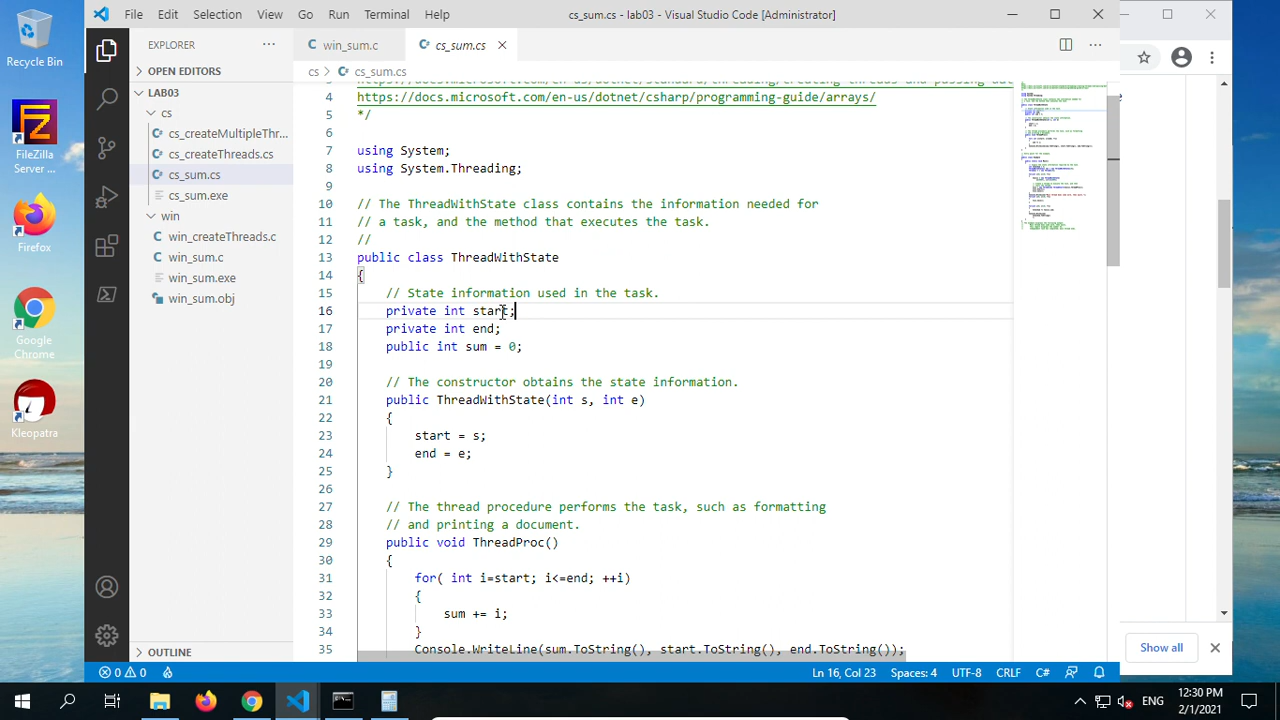 File Edit Selection View Go Run Terminal Help
cs_sum.cs - lab03 - Visual Studio Code [Administrator]
Recycle Bin
FileZilla
Server ...
Firefox
Google
Chrome
Kleopatra
EXPLORER
OPEN EDITORS
LAB03
cs
cs_createMultipleThr...
cs_createThreads.cs
cs_sum.cs
cs_sum.exe
win
win_createThreads.c
win_sum.c
win_sum.exe
win_sum.obj
OUTLINE
win_sum.c
cs_sum.cs
cs > cs_sum.cs
4 https://docs.microsoft.com/en-us/dotnet/csharp/programming-guide/arrays/
5 */
6
7 using System;
8 using System.Threading;
9
10 // The ThreadWithState class contains the information needed for
11 // a task, and the method that executes the task.
12 //
13 public class ThreadWithState
14 {
15 // State information used in the task.
16 private int start;
17 private int end;
18 public int sum = 0;
19
20 // The constructor obtains the state information.
21 public ThreadWithState(int s, int e)
22 {
23 start = s;
24 end = e;
25 }
26
27 // The thread procedure performs the task, such as formatting
28 // and printing a document.
29 public void ThreadProc()
30 {
31 for( int i=start; i<=end; ++i)
32 {
33 sum += i;
34 }
35 Console.WriteLine(sum.ToString(), start.ToString(), end.ToString());
0 0 Ln 16, Col 23 Spaces: 4 UTF-8 CRLF C#
Show all
ENG
12:30 PM
2/1/2021